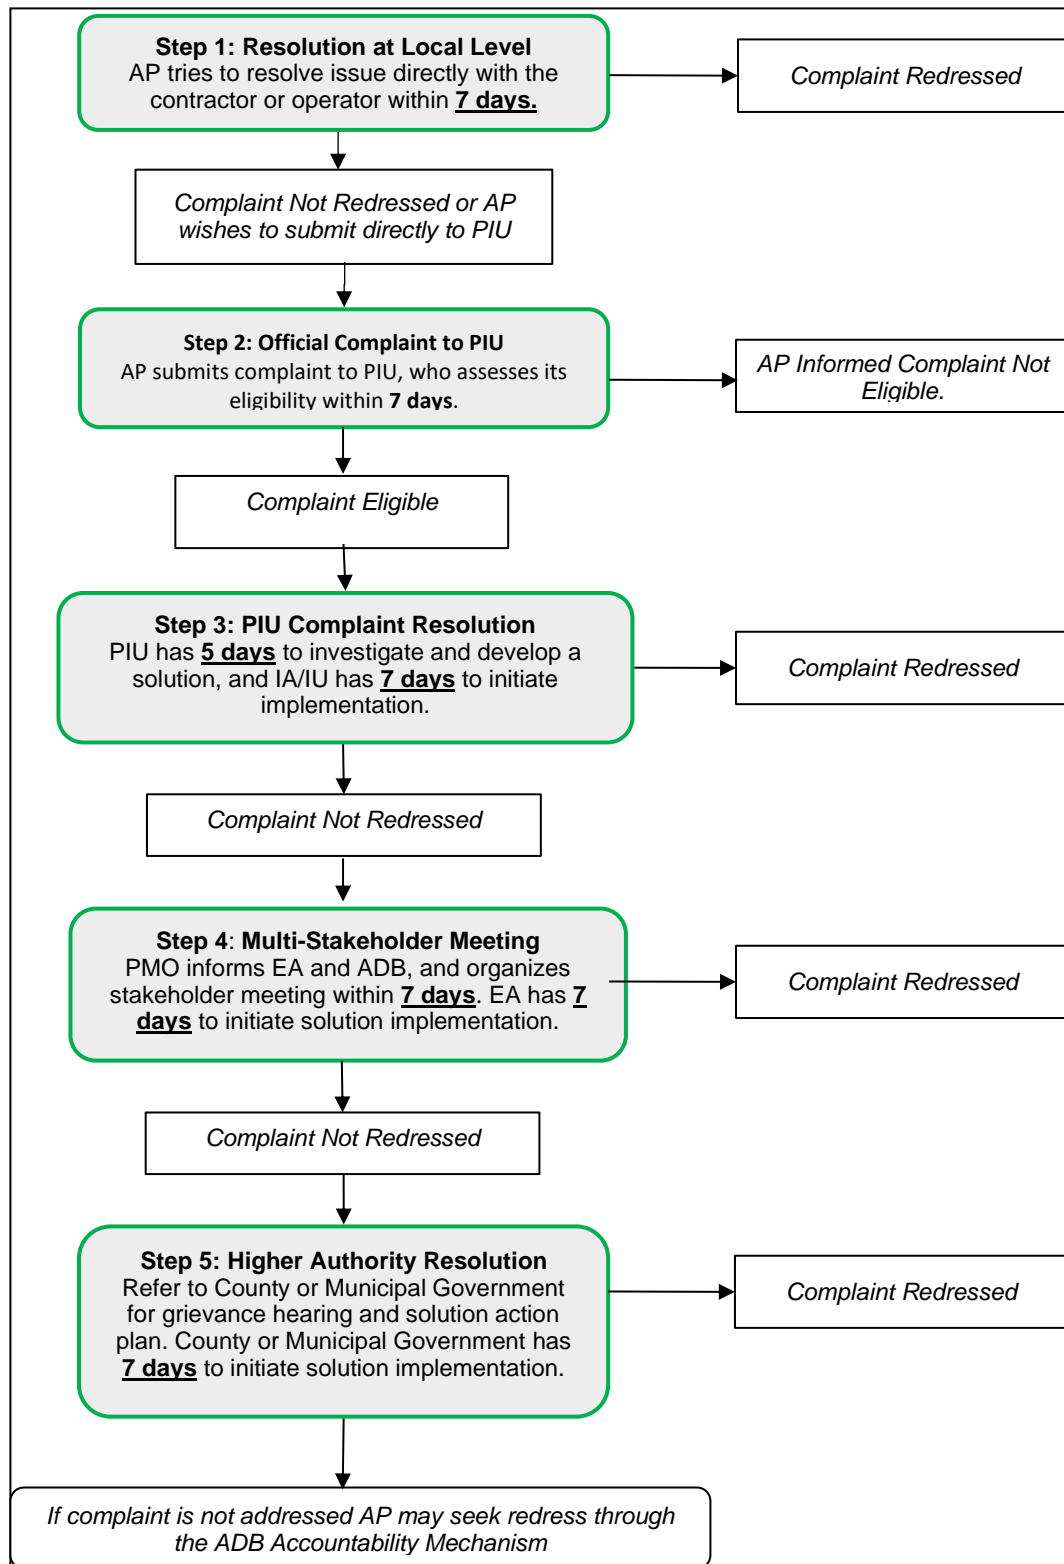 Step 1: Resolution at Local Level
AP tries to resolve issue directly with the
contractor or operator within 7 days.
Complaint Redressed
Complaint Not Redressed or AP
wishes to submit directly to PIU
Step 2: Official Complaint to PIU
AP submits complaint to PIU, who assesses its
eligibility within 7 days.
AP Informed Complaint Not
Eligible.
Complaint Eligible
Step 3: PIU Complaint Resolution
PIU has 5 days to investigate and develop a
solution, and IA/IU has 7 days to initiate
implementation.
Complaint Redressed
Complaint Not Redressed
Step 4: Multi-Stakeholder Meeting
PMO informs EA and ADB, and organizes
stakeholder meeting within 7 days. EA has 7
days to initiate solution implementation.
Complaint Redressed
Complaint Not Redressed
Step 5: Higher Authority Resolution
Refer to County or Municipal Government
for grievance hearing and solution action
plan. County or Municipal Government has
7 days to initiate solution implementation.
Complaint Redressed
If complaint is not addressed AP may seek redress through
the ADB Accountability Mechanism